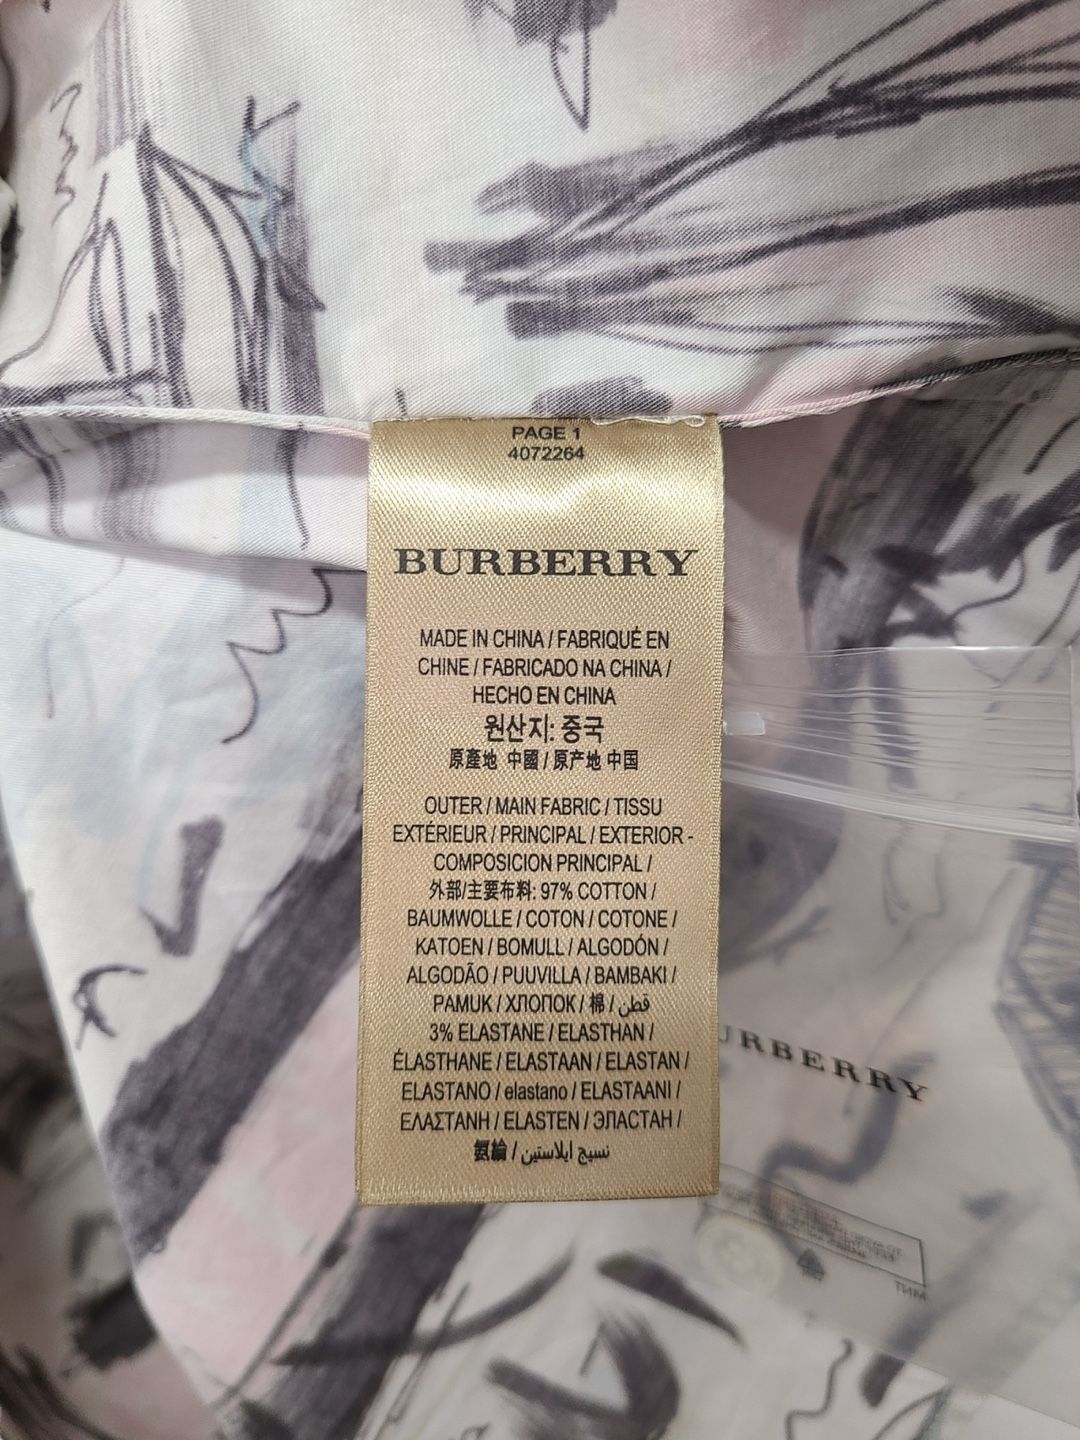 PAGE 1
4072264
BURBERRY
MADE IN CHINA / FABRIQUÉ EN
CHINE / FABRICADO NA CHINA /
HECHO EN CHINA
원산지: 중국
原產地 中國 / 原产地 中国
OUTER / MAIN FABRIC / TISSU
EXTÉRIEUR / PRINCIPAL / EXTERIOR -
COMPOSICION PRINCIPAL /
外部/主要布料: 97% COTTON /
BAUMWOLLE / COTON / COTONE /
KATOEN / BOMULL / ALGODÓN /
ALGODÃO / PUUVILLA / BAMBAKI /
PAMUK / ХЛОПОК / 棉 / قطن /
3% ELASTANE / ELASTHAN /
ÉLASTHANE / ELASTAAN / ELASTAN /
ELASTANO / elastano / ELASTAANI /
ΕΛΑΣΤΑΝΗ / ELASTEN / ЭЛАСТАН /
氨綸 / نسيج ايلاستين
URBERRY